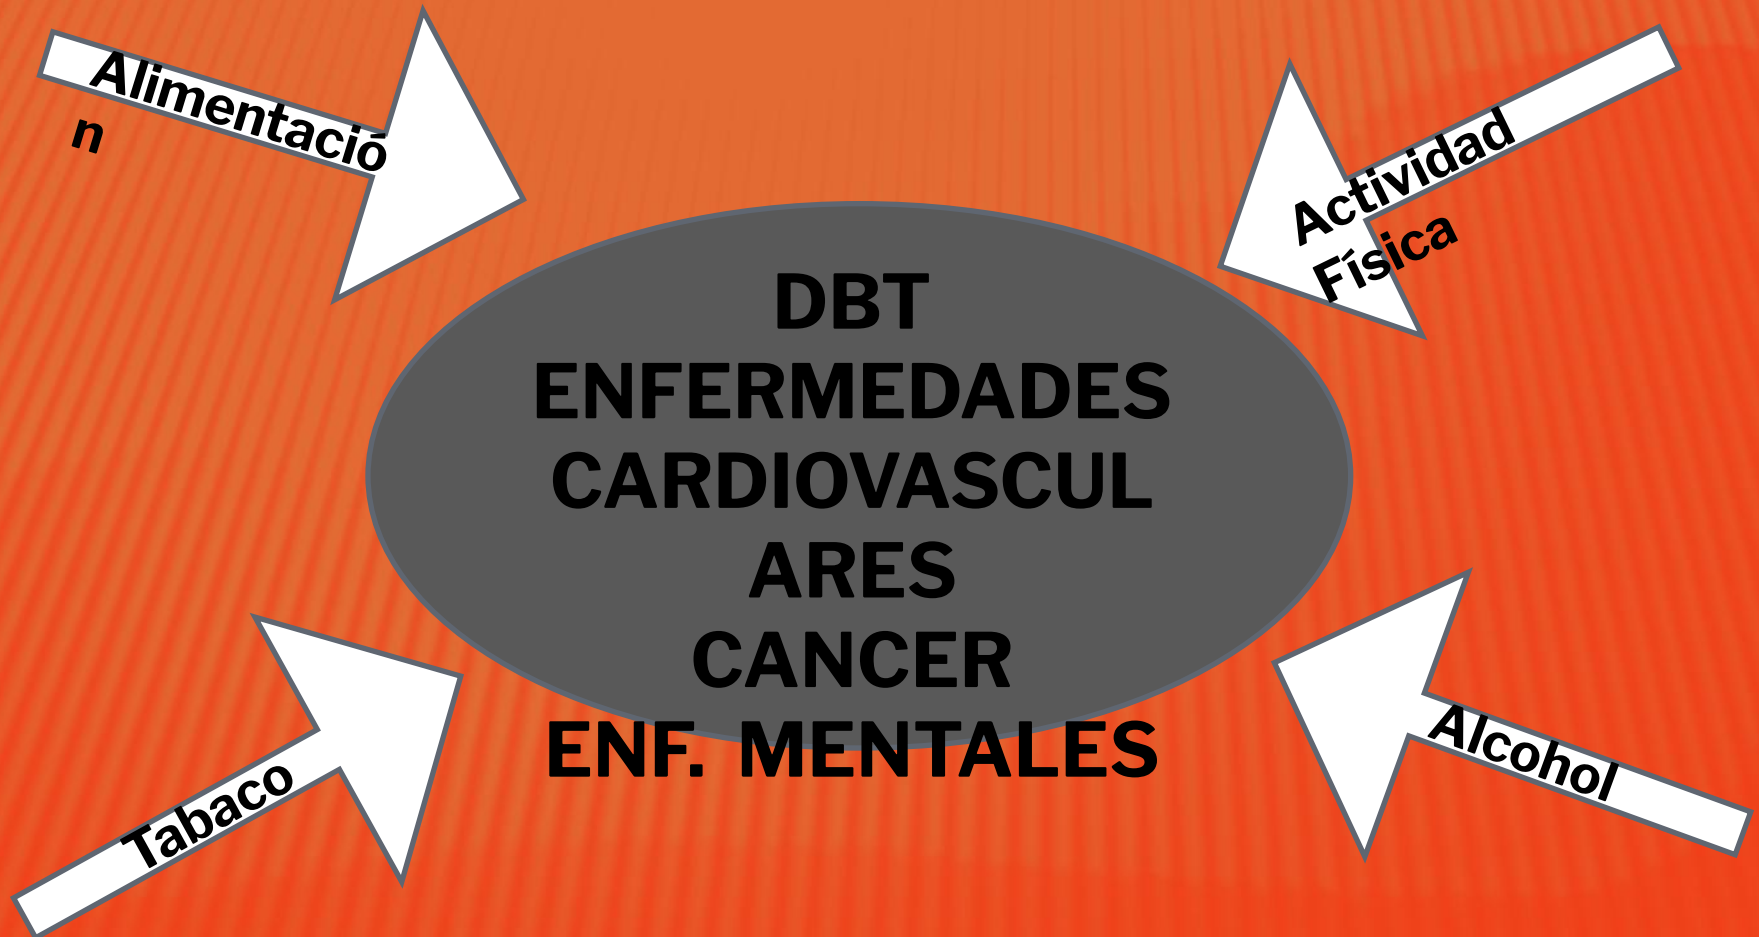 Alimentació
n
Actividad
Física
DBT
ENFERMEDADES
CARDIOVASCUL
ARES
CANCER
ENF. MENTALES
Tabaco
Alcohol